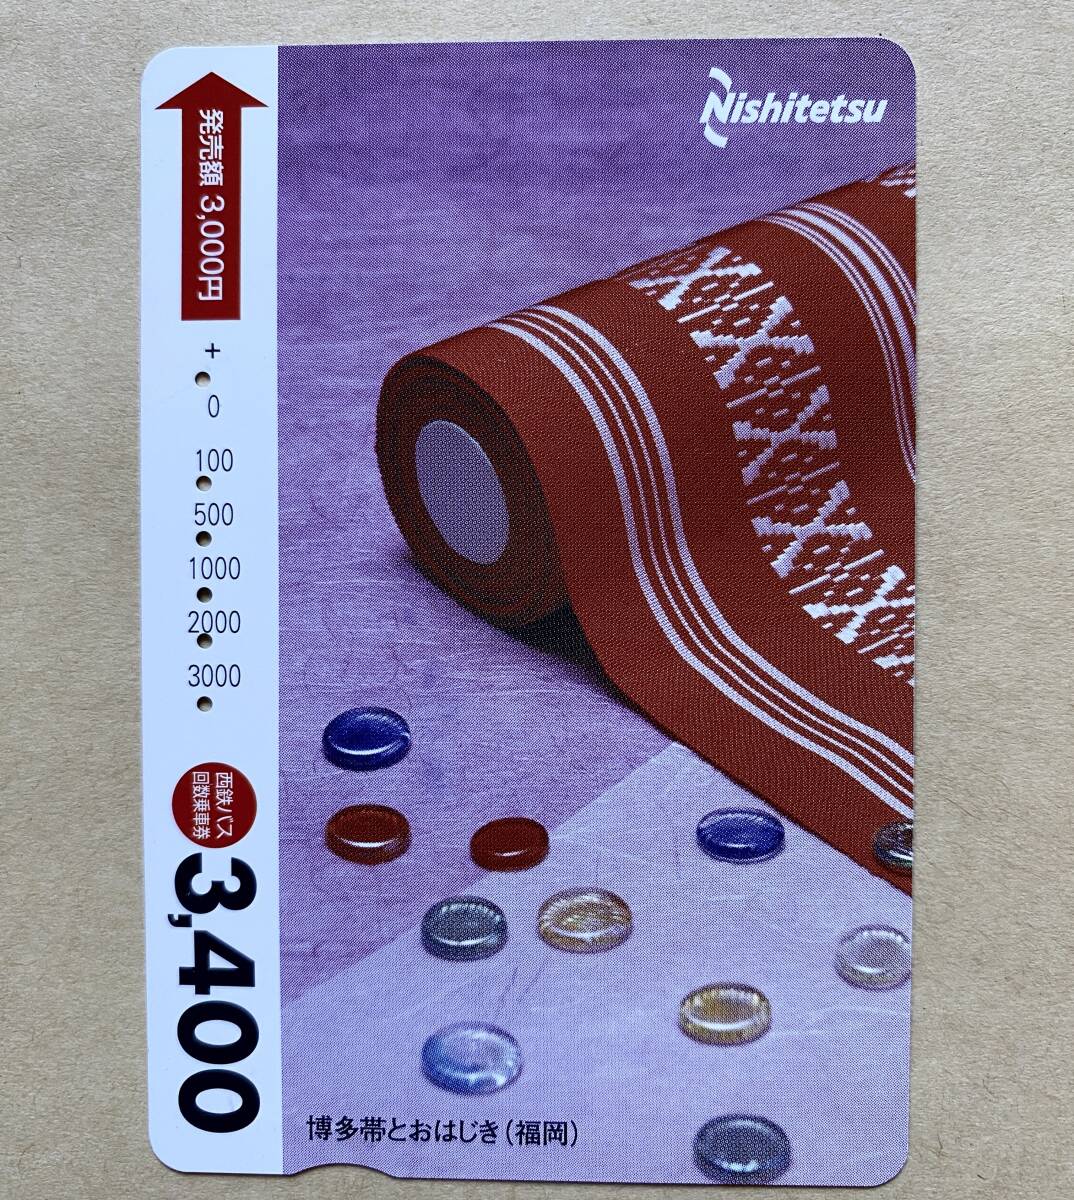 Nishitetsu
発売額 3,000円
+
0
100
500
1000
2000
3000
西鉄バス
回数乗車券
3,400
博多帯とおはじき(福岡)